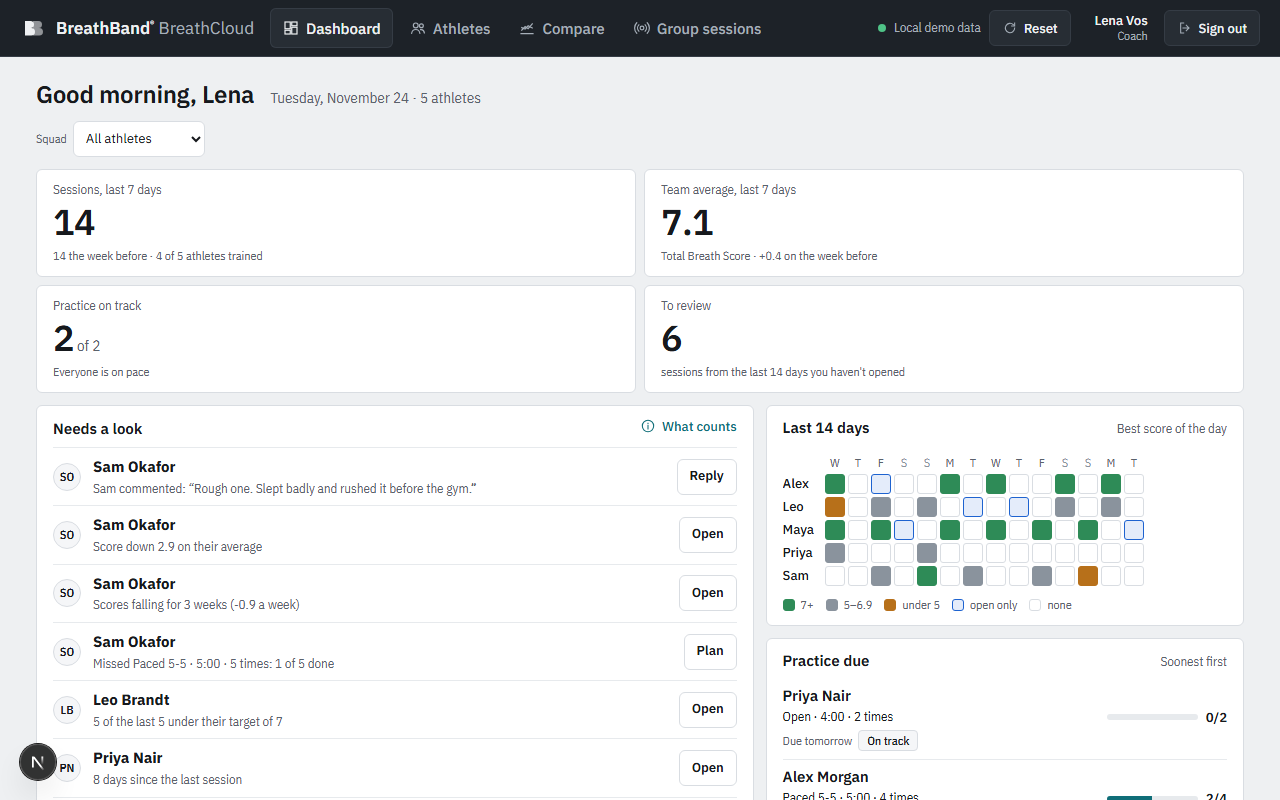 BreathBand® BreathCloud
Dashboard
Athletes
Compare
Group sessions
Local demo data
Reset
Lena Vos
Coach
Sign out
Good morning, Lena
Tuesday, November 24 · 5 athletes
Squad
All athletes
Sessions, last 7 days
14
14 the week before · 4 of 5 athletes trained
Team average, last 7 days
7.1
Total Breath Score · +0.4 on the week before
Practice on track
2 of 2
Everyone is on pace
To review
6
sessions from the last 14 days you haven't opened
Needs a look
What counts
SO
Sam Okafor
Sam commented: “Rough one. Slept badly and rushed it before the gym.”
Reply
SO
Sam Okafor
Score down 2.9 on their average
Open
SO
Sam Okafor
Scores falling for 3 weeks (-0.9 a week)
Open
SO
Sam Okafor
Missed Paced 5-5 · 5:00 · 5 times: 1 of 5 done
Plan
LB
Leo Brandt
5 of the last 5 under their target of 7
Open
N
PN
Priya Nair
8 days since the last session
Open
Last 14 days
Best score of the day
W T F S S M T W T F S S M T
Alex
Leo
Maya
Priya
Sam
7+
5–6.9
under 5
open only
none
Practice due
Soonest first
Priya Nair
Open · 4:00 · 2 times
0/2
Due tomorrow
On track
Alex Morgan
Paced 5-5 · 5:00 · 4 times
2/4